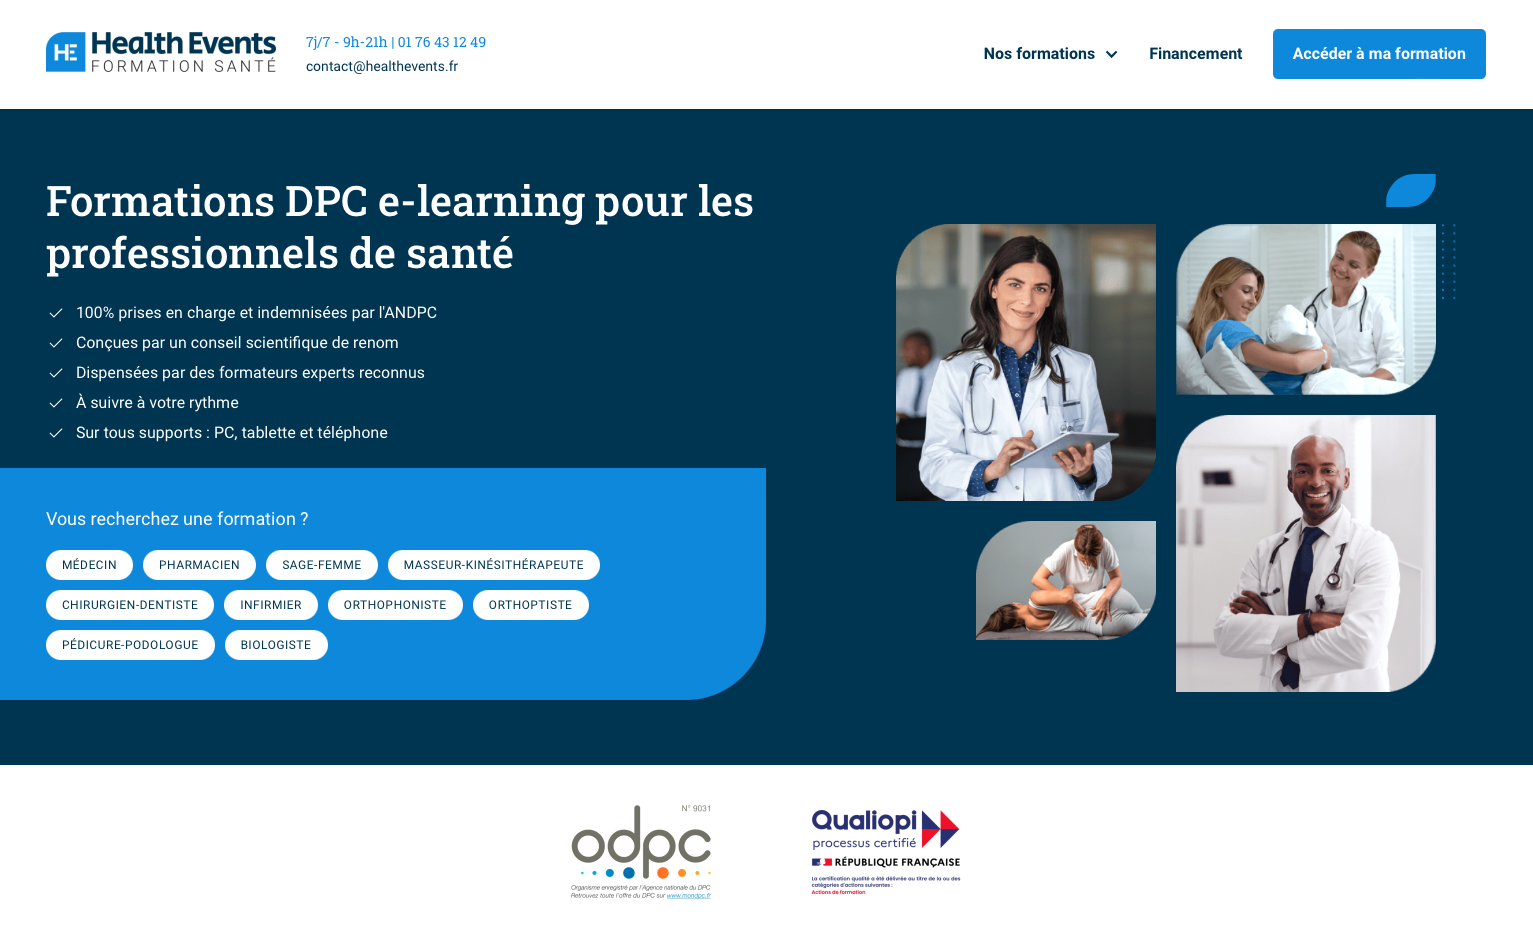 HE Health Events
FORMATION SANTÉ
7j/7 - 9h-21h | 01 76 43 12 49
contact@healthevents.fr
Nos formations
Financement
Accéder à ma formation
Formations DPC e-learning pour les
professionnels de santé
100% prises en charge et indemnisées par l'ANDPC
Conçues par un conseil scientifique de renom
Dispensées par des formateurs experts reconnus
À suivre à votre rythme
Sur tous supports : PC, tablette et téléphone
Vous recherchez une formation ?
MÉDECIN
PHARMACIEN
SAGE-FEMME
MASSEUR-KINÉSITHÉRAPEUTE
CHIRURGIEN-DENTISTE
INFIRMIER
ORTHOPHONISTE
ORTHOPTISTE
PÉDICURE-PODOLOGUE
BIOLOGISTE
N° 9031
odpc
Organisme enregistré par l'Agence nationale du DPC
Retrouvez toute l'offre du DPC sur www.mondpc.fr
Qualiopi
processus certifié
RÉPUBLIQUE FRANÇAISE
La certification qualité a été délivrée au titre de la ou des
catégories d'actions suivantes :
Actions de formation